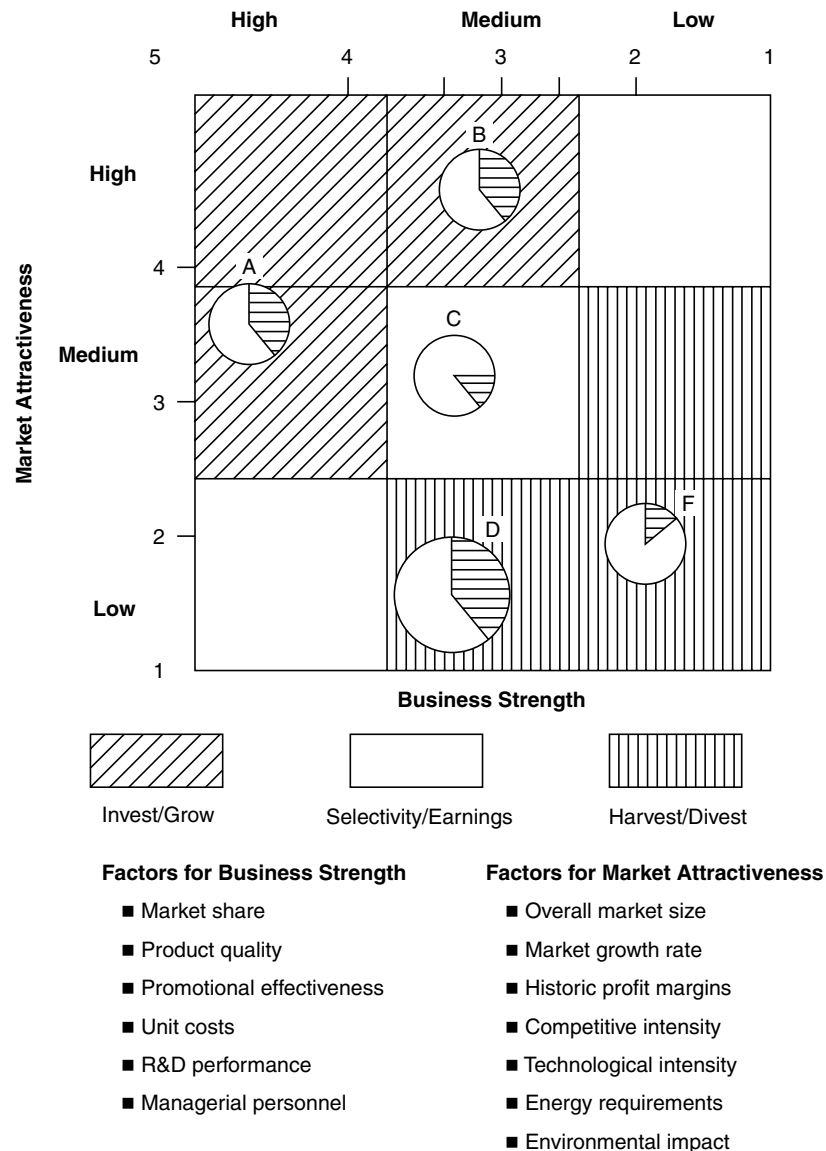 High Medium Low
5 4 3 2 1
B
High
4
A
C
Medium
3
F
2
D
Low
1
Market Attractiveness
Business Strength
Invest/Grow Selectivity/Earnings Harvest/Divest
Factors for Business Strength
■ Market share
■ Product quality
■ Promotional effectiveness
■ Unit costs
■ R&D performance
■ Managerial personnel
Factors for Market Attractiveness
■ Overall market size
■ Market growth rate
■ Historic profit margins
■ Competitive intensity
■ Technological intensity
■ Energy requirements
■ Environmental impact